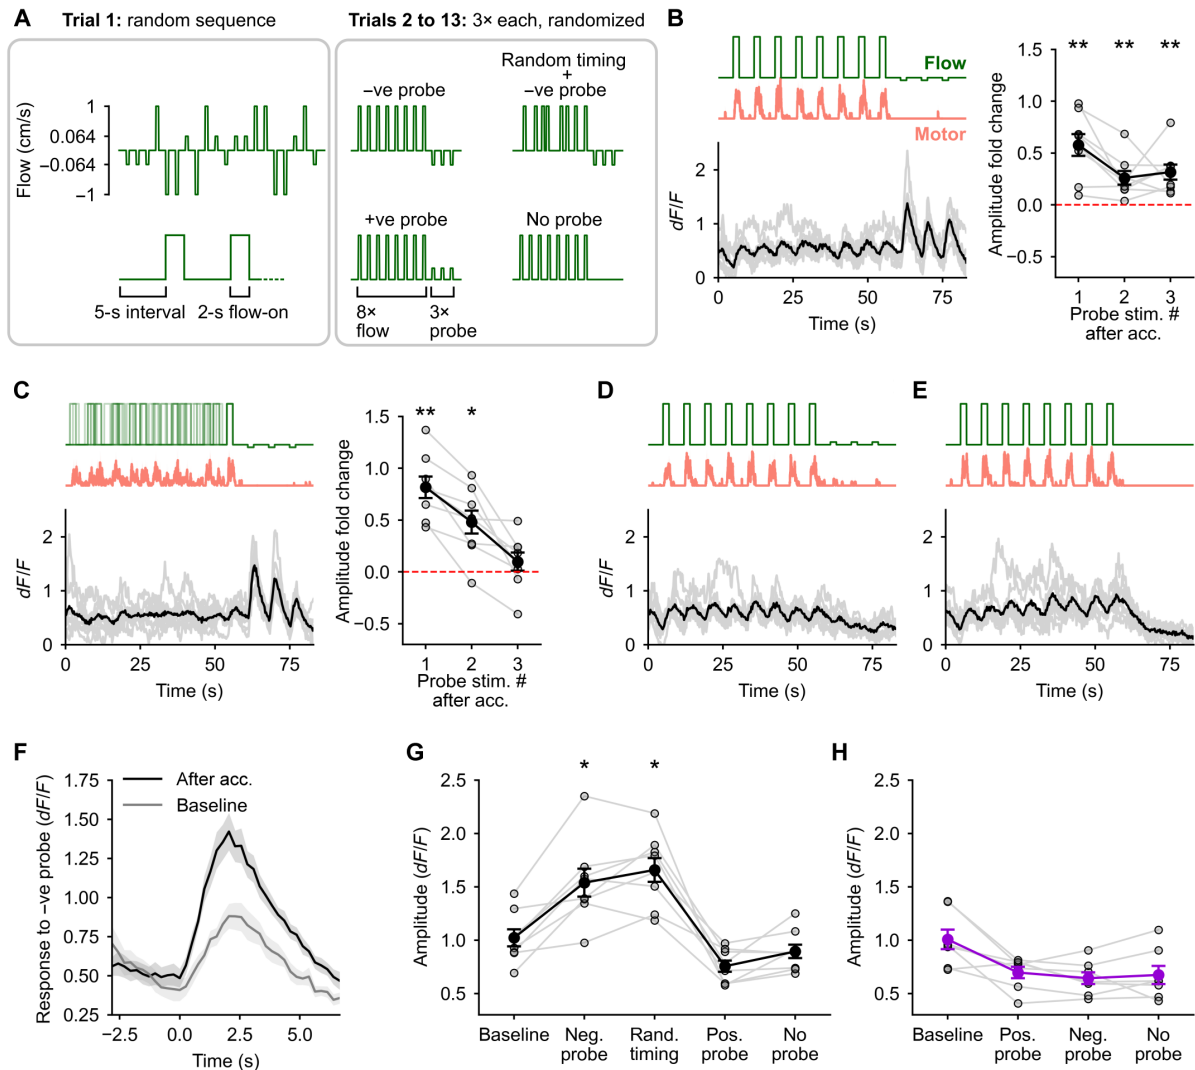 A
Trial 1: random sequence
Trials 2 to 13: 3× each, randomized
Flow (cm/s)
1
0.064
−0.064
−1
5-s interval
2-s flow-on
−ve probe
Random timing
+
−ve probe
+ve probe
No probe
8×
flow
3×
probe
B
Flow
Motor
dF/F
2
1
0
0
25
50
75
Time (s)
Amplitude fold change
1.5
1.0
0.5
0.0
−0.5
**
**
**
1
2
3
Probe stim. #
after acc.
C
dF/F
2
1
0
0
25
50
75
Time (s)
Amplitude fold change
1.5
1.0
0.5
0.0
−0.5
**
*
1
2
3
Probe stim. #
after acc.
D
dF/F
2
1
0
0
25
50
75
Time (s)
E
2
1
0
0
25
50
75
Time (s)
F
Response to −ve probe (dF/F)
1.75
1.50
1.25
1.00
0.75
0.50
0.25
After acc.
Baseline
−2.5
0.0
2.5
5.0
Time (s)
G
Amplitude (dF/F)
2.5
2.0
1.5
1.0
0.5
*
*
Baseline
Neg.
probe
Rand.
timing
Pos.
probe
No
probe
H
Amplitude (dF/F)
2.5
2.0
1.5
1.0
0.5
Baseline
Pos.
probe
Neg.
probe
No
probe